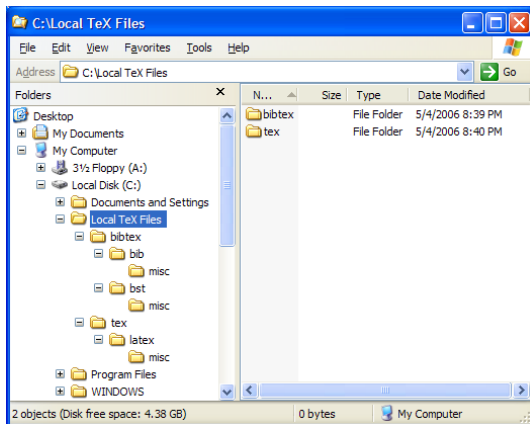 C:\Local TeX Files
File Edit View Favorites Tools Help
Address C:\Local TeX Files Go
Folders x
N... Size Type Date Modified
bibtex File Folder 5/4/2006 8:39 PM
tex File Folder 5/4/2006 8:40 PM
Desktop
My Documents
My Computer
3½ Floppy (A:)
Local Disk (C:)
Documents and Settings
Local TeX Files
bibtex
bib
misc
bst
misc
tex
latex
misc
Program Files
WINDOWS
2 objects (Disk free space: 4.38 GB) 0 bytes My Computer